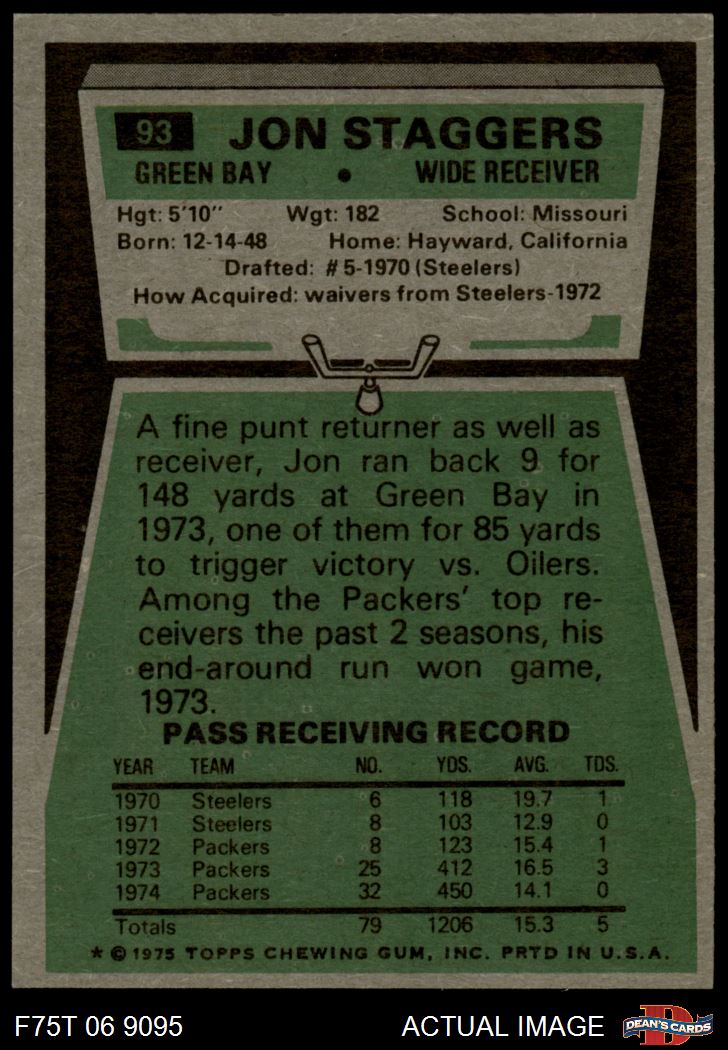 93 JON STAGGERS
GREEN BAY • WIDE RECEIVER
Hgt: 5'10" Wgt: 182 School: Missouri
Born: 12-14-48 Home: Hayward, California
Drafted: #5-1970 (Steelers)
How Acquired: waivers from Steelers-1972
A fine punt returner as well as
receiver, Jon ran back 9 for
148 yards at Green Bay in
1973, one of them for 85 yards
to trigger victory vs. Oilers.
Among the Packers' top re-
ceivers the past 2 seasons, his
end-around run won game,
1973.
PASS RECEIVING RECORD
YEAR TEAM NO. YDS. AVG. TDS.
1970 Steelers 6 118 19.7 1
1971 Steelers 8 103 12.9 0
1972 Packers 8 123 15.4 1
1973 Packers 25 412 16.5 3
1974 Packers 32 450 14.1 0
Totals 79 1206 15.3 5
* © 1975 TOPPS CHEWING GUM, INC. PRTD IN U.S.A.
F75T 06 9095 ACTUAL IMAGE D DEAN'S CARDS